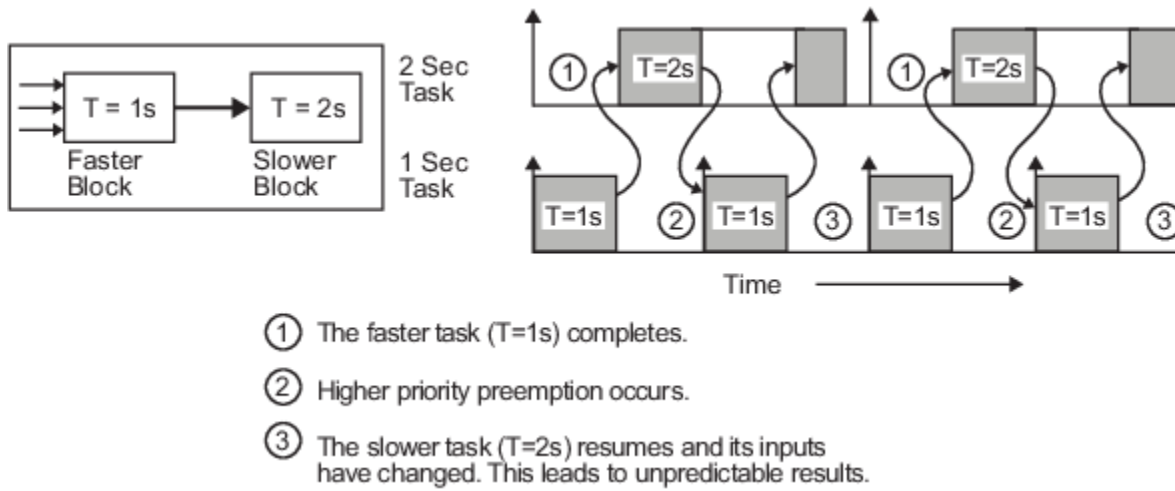 T = 1s
T = 2s
Faster
Block
Slower
Block
2 Sec
Task
1 Sec
Task
1
T=2s
1
T=2s
T=1s
2
T=1s
3
T=1s
2
T=1s
3
Time
1 The faster task (T=1s) completes.
2 Higher priority preemption occurs.
3 The slower task (T=2s) resumes and its inputs
have changed. This leads to unpredictable results.